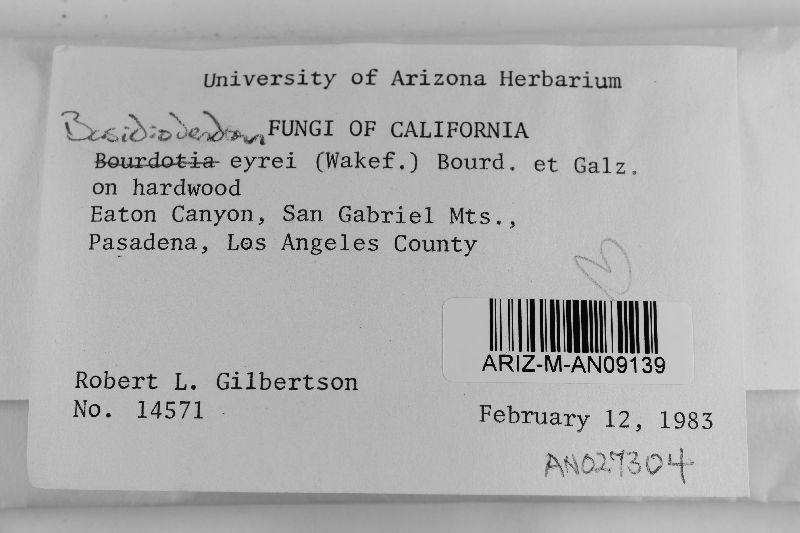 University of Arizona Herbarium
Basidiodendron FUNGI OF CALIFORNIA
Bourdotia eyrei (Wakef.) Bourd. et Galz.
on hardwood
Eaton Canyon, San Gabriel Mts.,
Pasadena, Los Angeles County
ARIZ-M-AN09139
Robert L. Gilbertson
No. 14571
February 12, 1983
AN027304